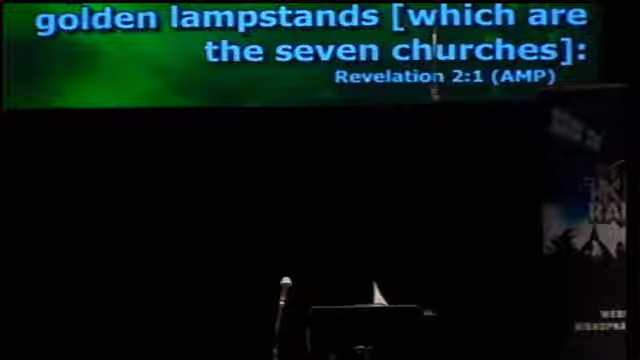 golden lampstands [which are
the seven churches]:
Revelation 2:1 (AMP)